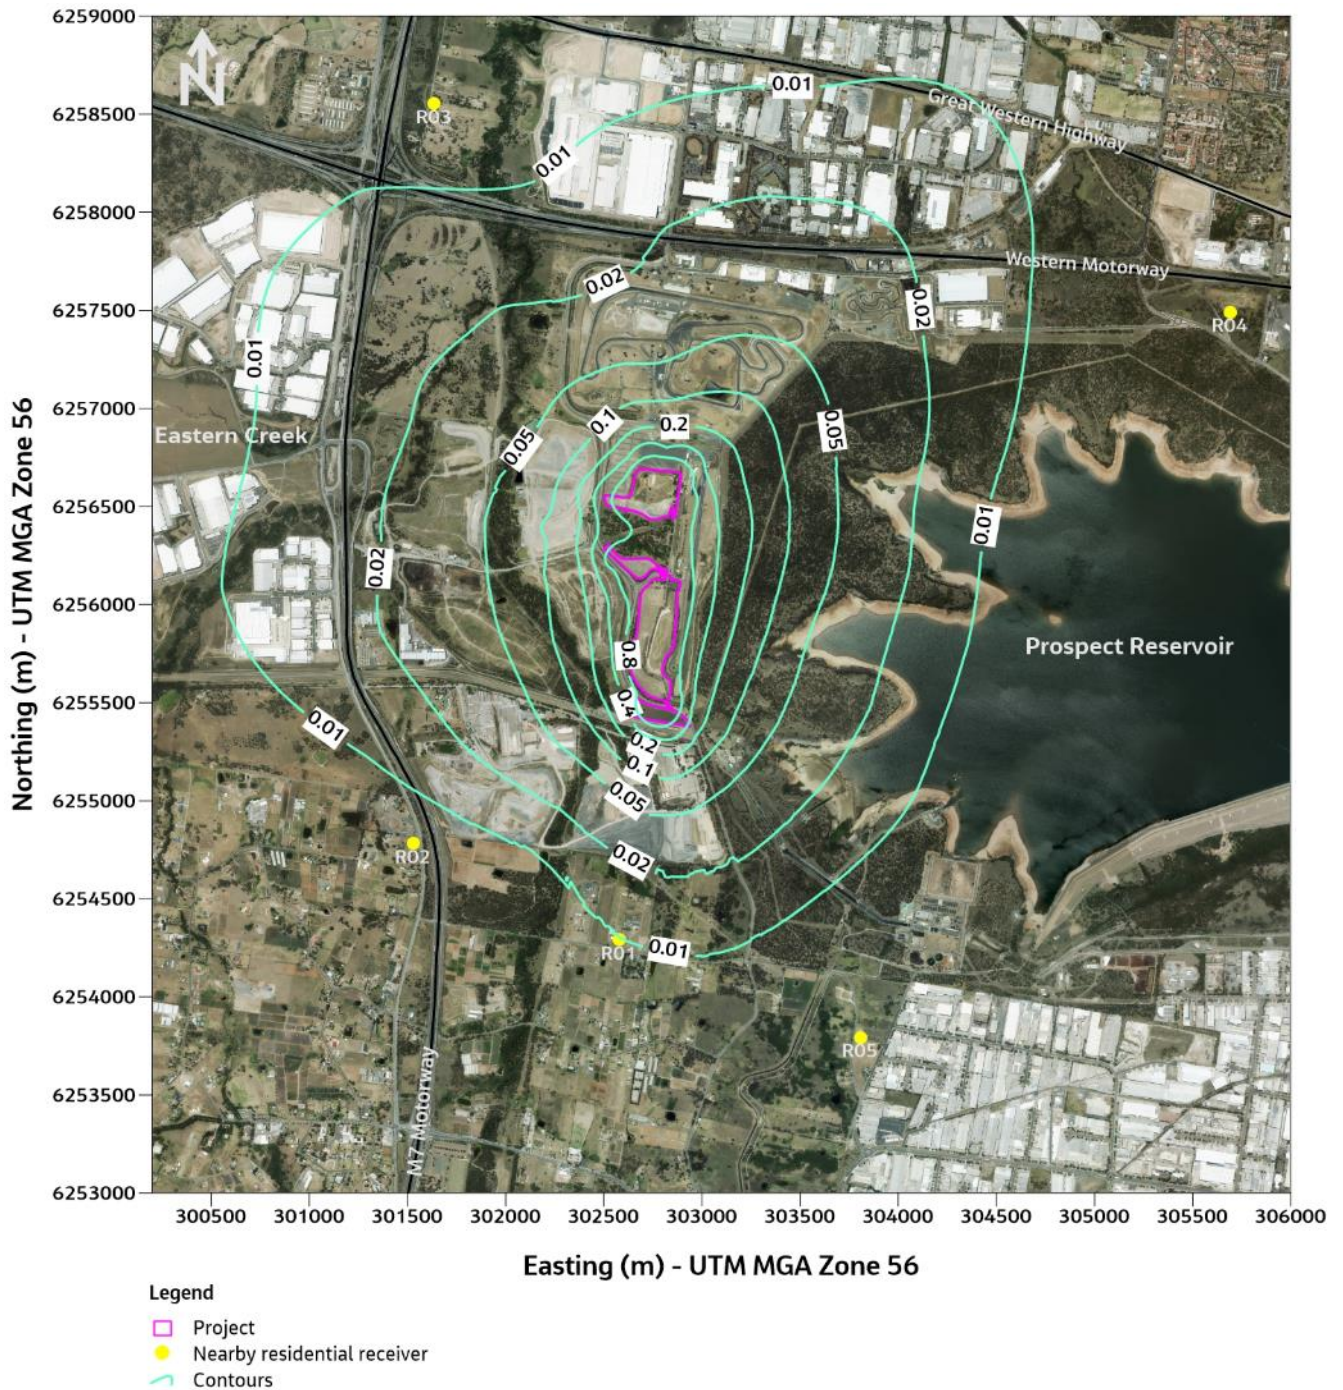 6259000
N
0.01
Great Western Highway
R03
6258500
0.01
6258000
Western Motorway
0.02
0.02
6257500
R04
0.01
6257000
0.1
0.2
0.05
Eastern Creek
0.05
6256500
0.01
0.02
6256000
Prospect Reservoir
0.8
6255500
0.4
0.01
0.2
0.1
6255000
0.05
R02
0.02
6254500
R01
0.01
6254000
R05
6253500
M7 Motorway
6253000
Northing (m) - UTM MGA Zone 56
300500 301000 301500 302000 302500 303000 303500 304000 304500 305000 305500 306000
Easting (m) - UTM MGA Zone 56
Legend
Project
Nearby residential receiver
Contours